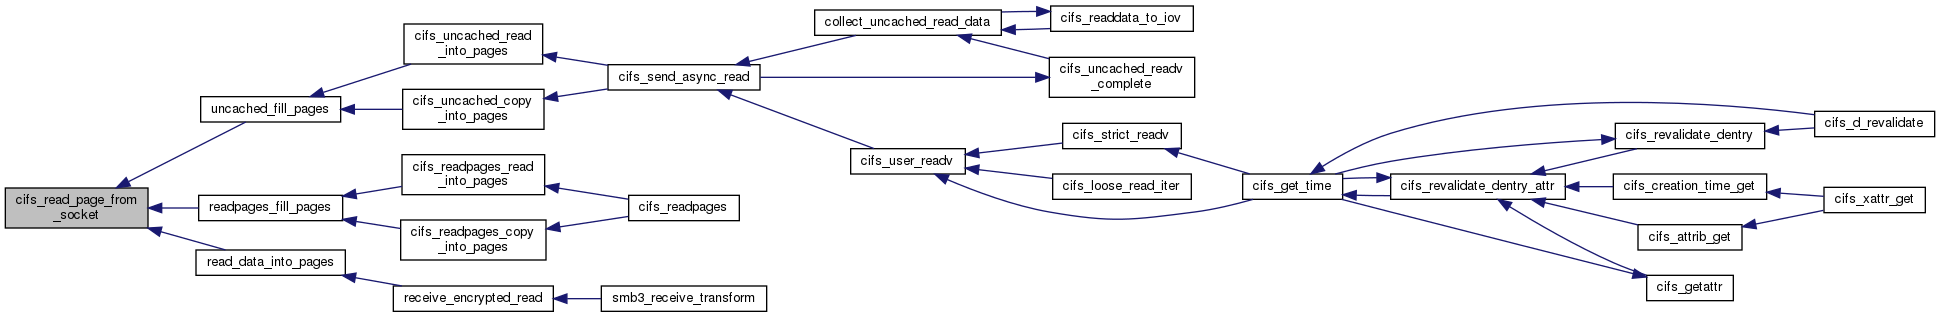 cifs_read_page_from
_socket
uncached_fill_pages
readpages_fill_pages
read_data_into_pages
cifs_uncached_read
_into_pages
cifs_uncached_copy
_into_pages
cifs_readpages_read
_into_pages
cifs_readpages_copy
_into_pages
receive_encrypted_read
cifs_send_async_read
cifs_readpages
smb3_receive_transform
collect_uncached_read_data
cifs_user_readv
cifs_readdata_to_iov
cifs_uncached_readv
_complete
cifs_strict_readv
cifs_loose_read_iter
cifs_get_time
cifs_revalidate_dentry_attr
cifs_revalidate_dentry
cifs_creation_time_get
cifs_attrib_get
cifs_getattr
cifs_d_revalidate
cifs_xattr_get